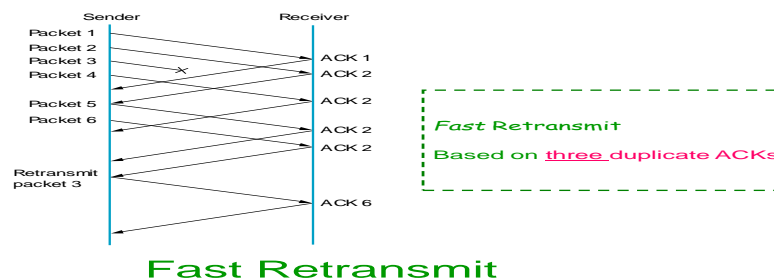 Sender
Receiver
Packet 1
Packet 2
Packet 3
Packet 4
Packet 5
Packet 6
Retransmit
packet 3
ACK 1
ACK 2
ACK 2
ACK 2
ACK 2
ACK 6
Fast Retransmit
Based on three duplicate ACKs
Fast Retransmit